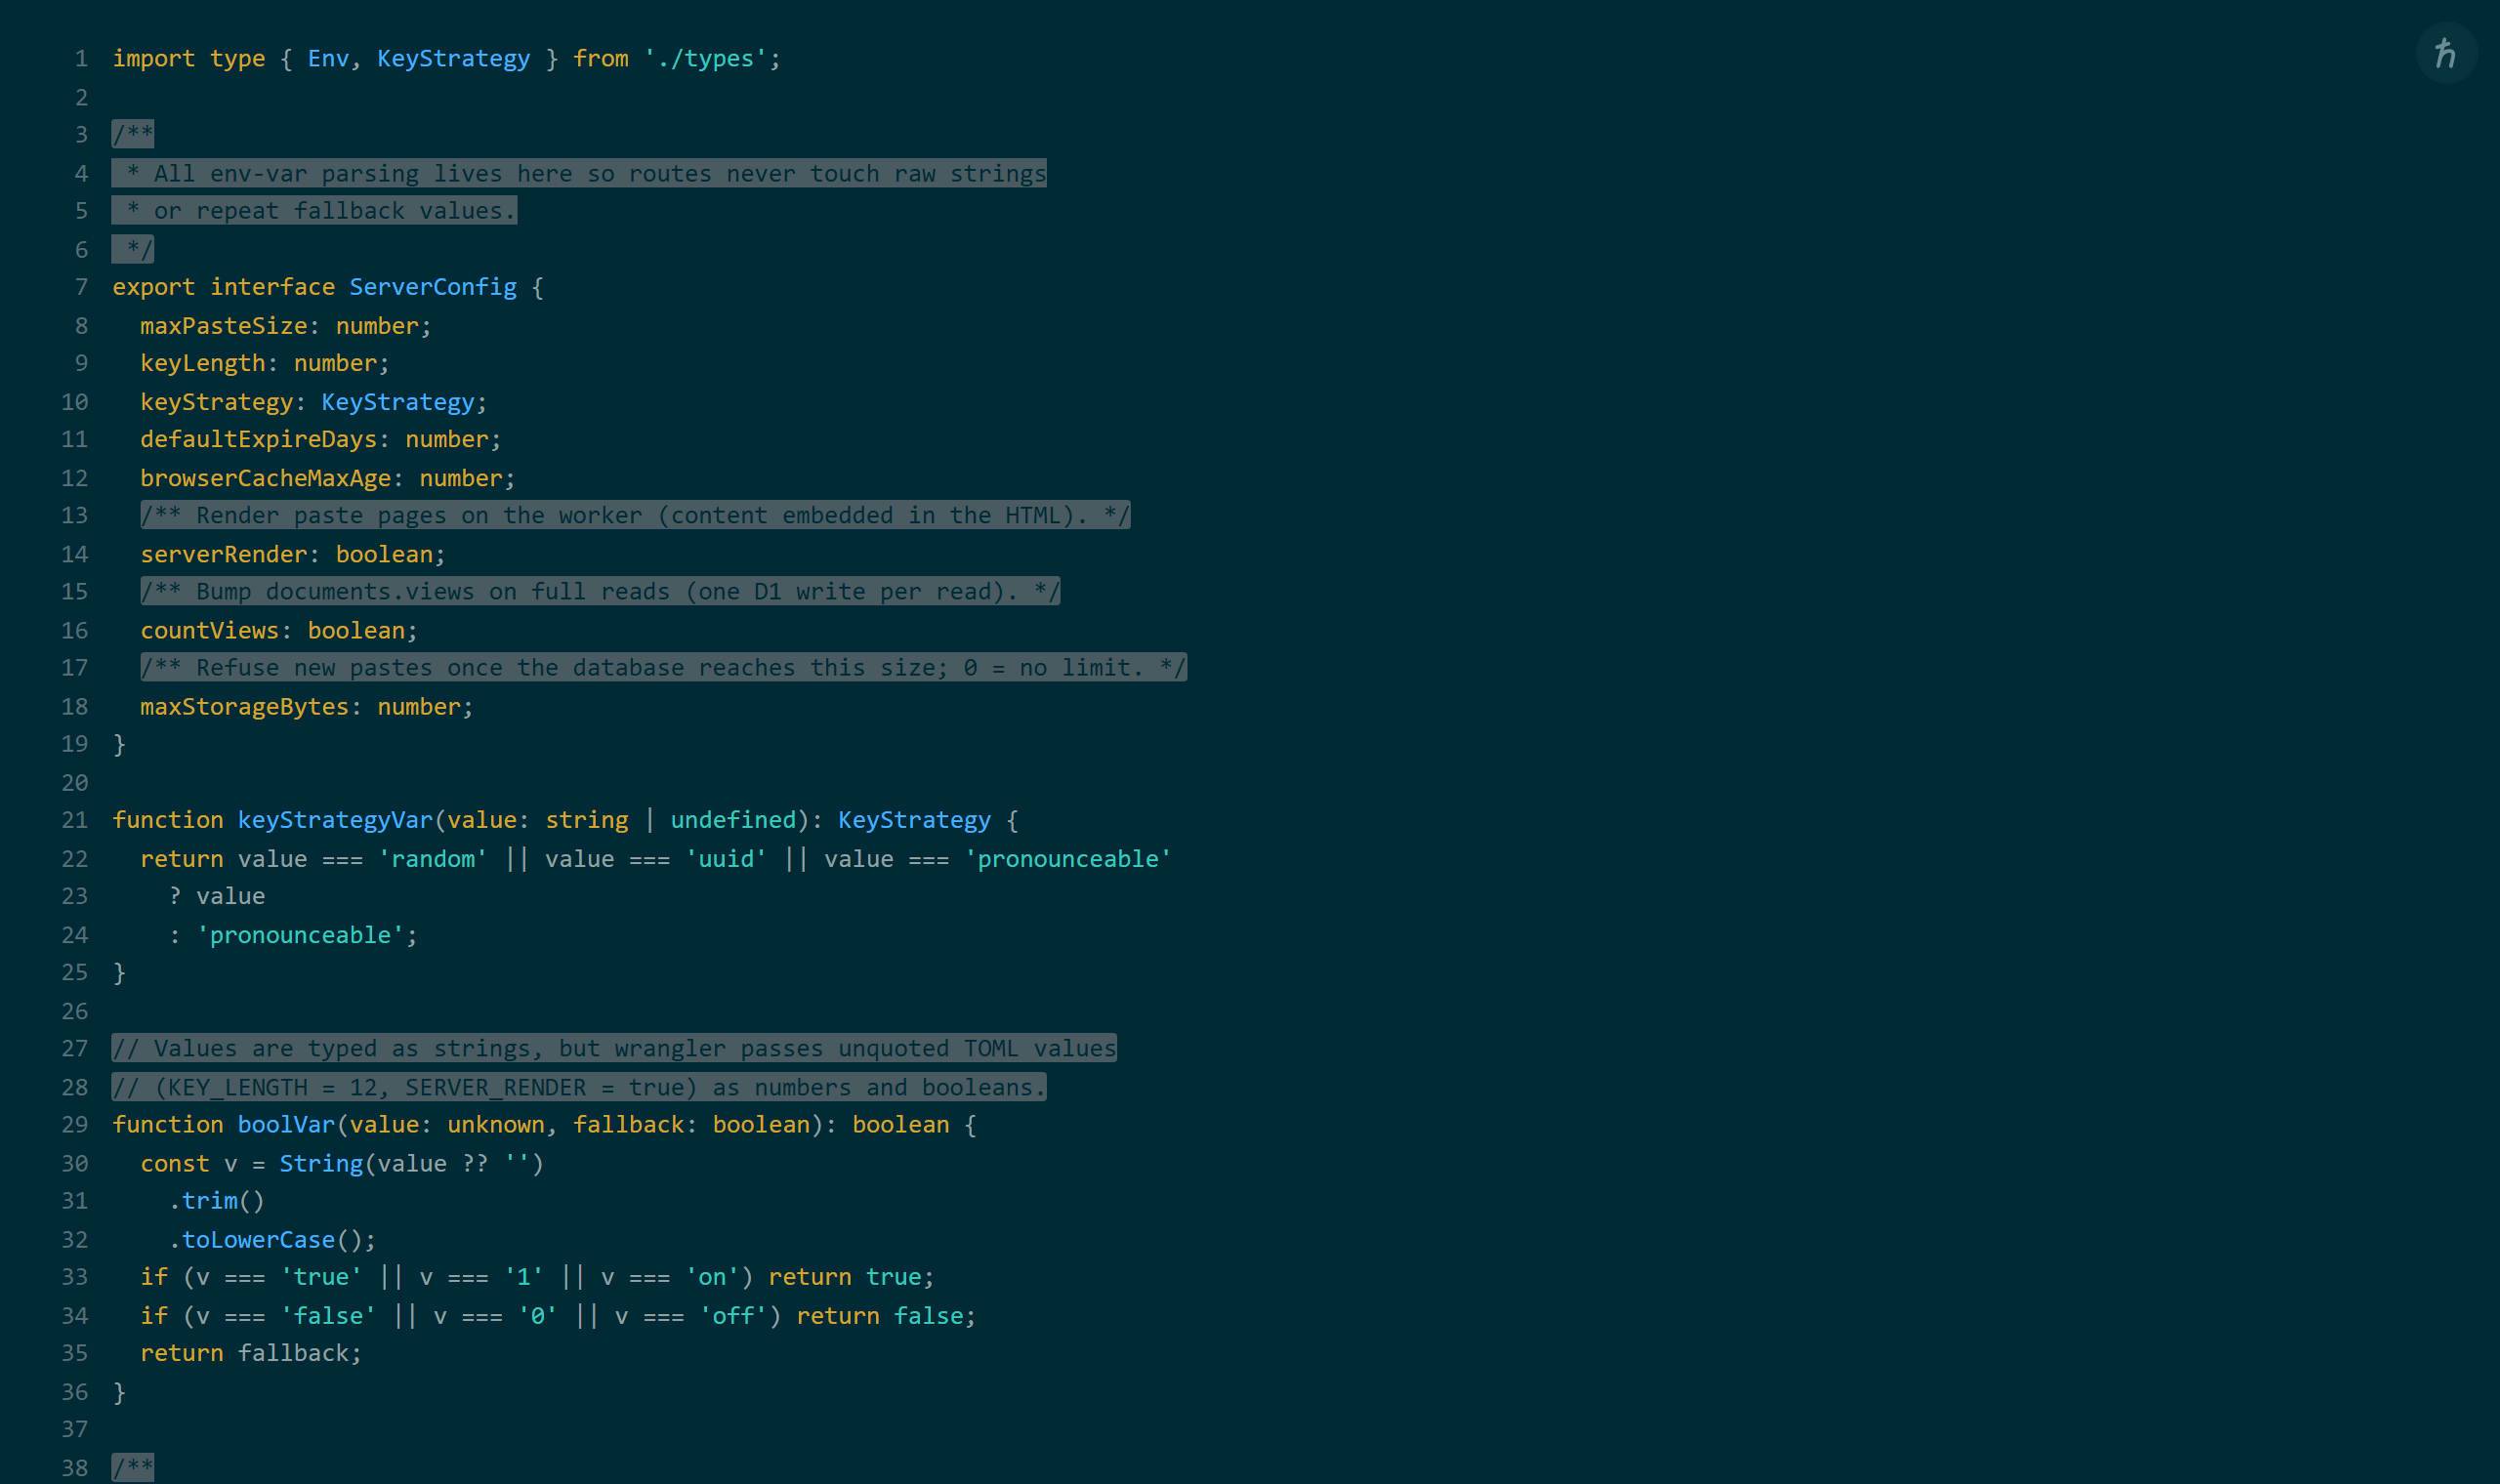 1 import type { Env, KeyStrategy } from './types';
2
3 /**
4  * All env-var parsing lives here so routes never touch raw strings
5  * or repeat fallback values.
6  */
7 export interface ServerConfig {
8   maxPasteSize: number;
9   keyLength: number;
10   keyStrategy: KeyStrategy;
11   defaultExpireDays: number;
12   browserCacheMaxAge: number;
13   /** Render paste pages on the worker (content embedded in the HTML). */
14   serverRender: boolean;
15   /** Bump documents.views on full reads (one D1 write per read). */
16   countViews: boolean;
17   /** Refuse new pastes once the database reaches this size; 0 = no limit. */
18   maxStorageBytes: number;
19 }
20
21 function keyStrategyVar(value: string | undefined): KeyStrategy {
22   return value === 'random' || value === 'uuid' || value === 'pronounceable'
23     ? value
24     : 'pronounceable';
25 }
26
27 // Values are typed as strings, but wrangler passes unquoted TOML values
28 // (KEY_LENGTH = 12, SERVER_RENDER = true) as numbers and booleans.
29 function boolVar(value: unknown, fallback: boolean): boolean {
30   const v = String(value ?? '')
31     .trim()
32     .toLowerCase();
33   if (v === 'true' || v === '1' || v === 'on') return true;
34   if (v === 'false' || v === '0' || v === 'off') return false;
35   return fallback;
36 }
37
38 /**
ℏ